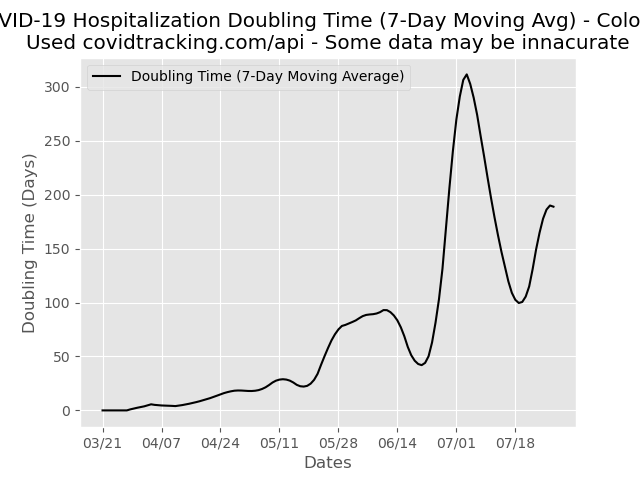 VID-19 Hospitalization Doubling Time (7-Day Moving Avg) - Colo
Used covidtracking.com/api - Some data may be innacurate
Doubling Time (7-Day Moving Average)
Doubling Time (Days)
300
250
200
150
100
50
0
03/21 04/07 04/24 05/11 05/28 06/14 07/01 07/18
Dates